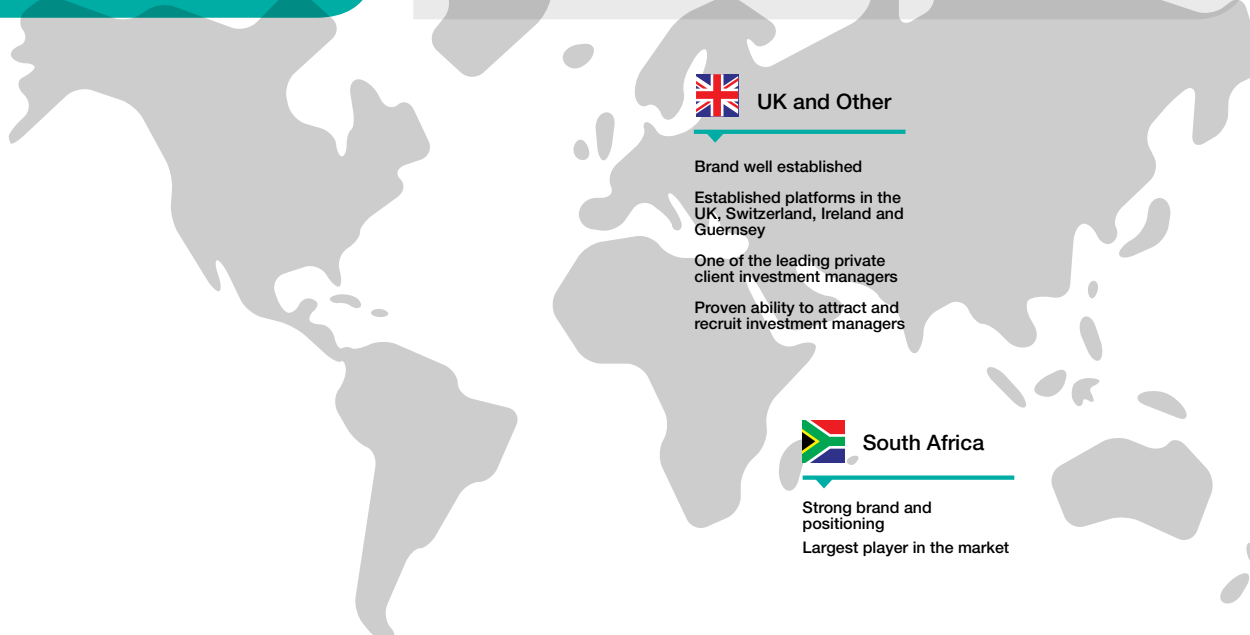 UK and Other
Brand well established
Established platforms in the
UK, Switzerland, Ireland and
Guernsey
One of the leading private
client investment managers
Proven ability to attract and
recruit investment managers
South Africa
Strong brand and
positioning
Largest player in the market